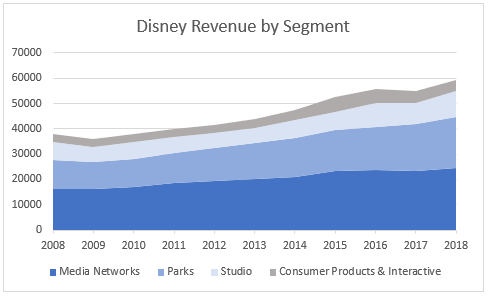 Disney Revenue by Segment
70000
60000
50000
40000
30000
20000
10000
0
2008 2009 2010 2011 2012 2013 2014 2015 2016 2017 2018
Media Networks Parks Studio Consumer Products & Interactive